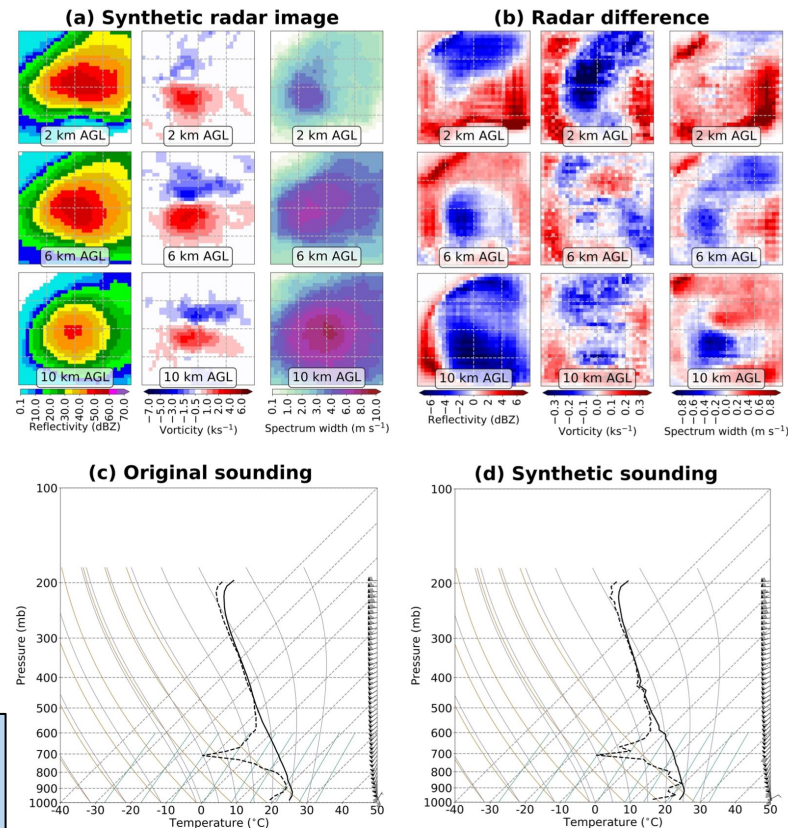 (a) Synthetic radar image
2 km AGL 2 km AGL 2 km AGL
6 km AGL 6 km AGL 6 km AGL
10 km AGL 10 km AGL 10 km AGL
0.1 10.0 20.0 30.0 40.0 50.0 60.0 70.0
Reflectivity (dBZ)
−7.0 −5.0 −3.0 −1.5 0.0 2.0 4.0 6.0
Vorticity (ks⁻¹)
0.1 1.0 2.0 3.0 4.0 6.0 8.0 10.0
Spectrum width (m s⁻¹)
(b) Radar difference
2 km AGL 2 km AGL 2 km AGL
6 km AGL 6 km AGL 6 km AGL
10 km AGL 10 km AGL 10 km AGL
−6 −4 −2 0 2 4 6
Reflectivity (dBZ)
−0.3 −0.2 −0.1 0.0 0.1 0.2 0.3
Vorticity (ks⁻¹)
−0.8 −0.6 −0.4 −0.2 0.0 0.2 0.4 0.6 0.8
Spectrum width (m s⁻¹)
(c) Original sounding
Pressure (mb)
100
200
300
400
500
600
700
800
900
1000
-40 -30 -20 -10 0 10 20 30 40 50
Temperature (˚C)
(d) Synthetic sounding
Pressure (mb)
100
200
300
400
500
600
700
800
900
1000
-40 -30 -20 -10 0 10 20 30 40 50
Temperature (˚C)